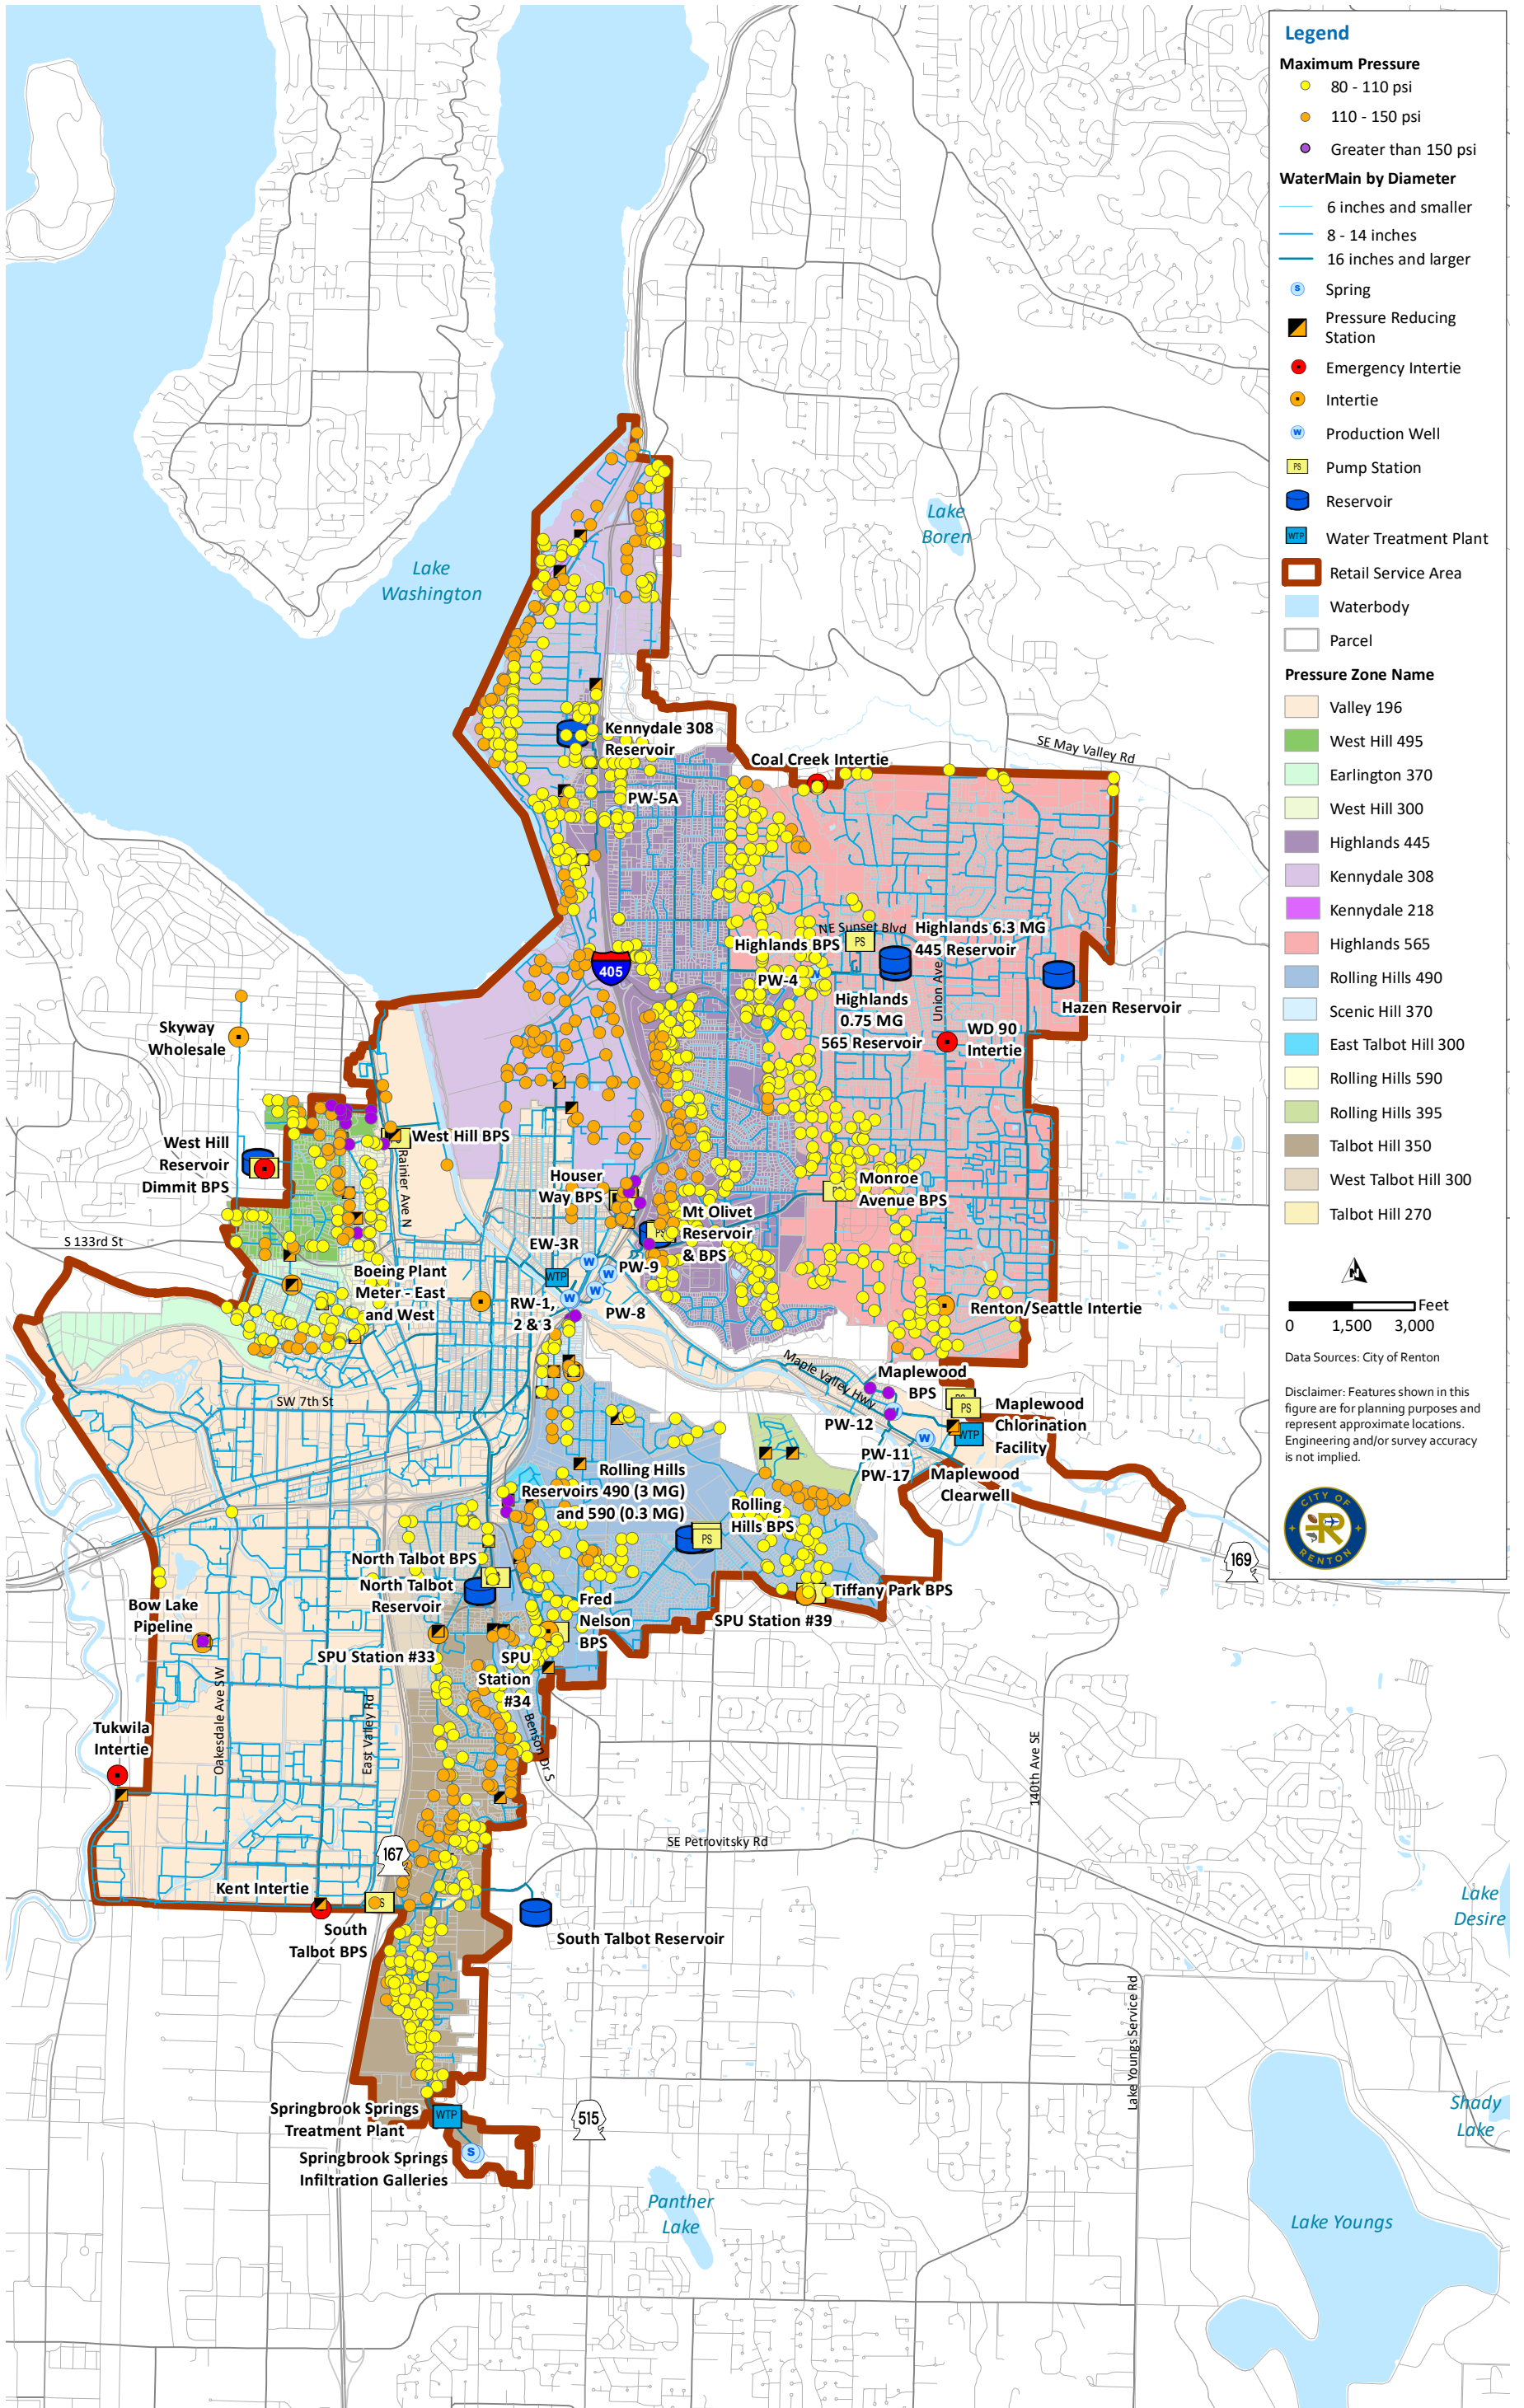 Legend
Maximum Pressure
80 - 110 psi
110 - 150 psi
Greater than 150 psi
WaterMain by Diameter
6 inches and smaller
8 - 14 inches
16 inches and larger
S
Spring
Pressure Reducing
Station
Emergency Intertie
Intertie
W
Production Well
PS
Pump Station
Reservoir
WTP
Water Treatment Plant
Retail Service Area
Waterbody
Parcel
Pressure Zone Name
Valley 196
West Hill 495
Earlington 370
West Hill 300
Highlands 445
Kennydale 308
Kennydale 218
Highlands 565
Rolling Hills 490
Scenic Hill 370
East Talbot Hill 300
Rolling Hills 590
Rolling Hills 395
Talbot Hill 350
West Talbot Hill 300
Talbot Hill 270
Feet
0 1,500 3,000
Data Sources: City of Renton
Disclaimer: Features shown in this
figure are for planning purposes and
represent approximate locations.
Engineering and/or survey accuracy
is not implied.
CITY OF
R
RENTON
Lake
Boren
Lake
Washington
Kennydale 308
Reservoir
Coal Creek Intertie
SE May Valley Rd
PW-5A
NE Sunset Blvd
Highlands 6.3 MG
445 Reservoir
Highlands BPS
PS
405
PW-4
Union Ave
Highlands
0.75 MG
565 Reservoir
Hazen Reservoir
WD 90
Intertie
Skyway
Wholesale
West Hill
Reservoir
Dimmit BPS
West Hill BPS
Rainier Ave N
Houser
Way BPS
Monroe
Avenue BPS
Mt Olivet
Reservoir
& BPS
S 133rd St
EW-3R
W
PW-9
W
WTP
W
W
Boeing Plant
Meter - East
and West
RW-1,
2 & 3
PW-8
Renton/Seattle Intertie
Maple Valley Hwy
Maplewood
BPS
PS
Maplewood
Chlorination
Facility
WTP
SW 7th St
PW-12
W
PW-11
PW-17
Maplewood
Clearwell
Rolling Hills
Reservoirs 490 (3 MG)
and 590 (0.3 MG)
Rolling
Hills BPS
PS
169
North Talbot BPS
North Talbot
Reservoir
Tiffany Park BPS
Fred
Nelson
BPS
SPU Station #39
Bow Lake
Pipeline
SPU Station #33
SPU
Station
#34
Oakesdale Ave SW
East Valley Rd
Benson Dr S
Tukwila
Intertie
140th Ave SE
SE Petrovitsky Rd
167
Kent Intertie
South
Talbot BPS
South Talbot Reservoir
Lake
Desire
Lake Youngs Service Rd
Springbrook Springs
Treatment Plant
WTP
515
Springbrook Springs
Infiltration Galleries
S
Shady
Lake
Panther
Lake
Lake Youngs